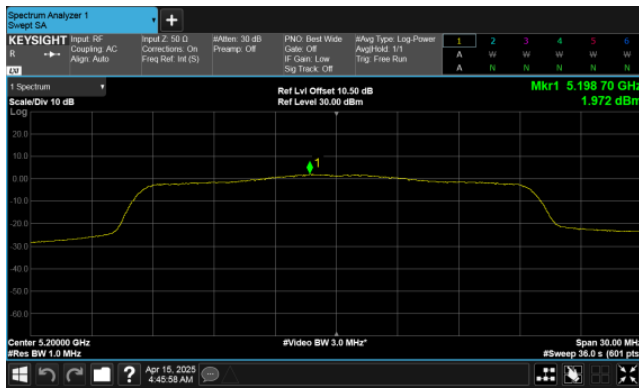 Spectrum Analyzer 1
Swept SA
+
KEYSIGHT
R
LXI
Input: RF
Coupling: AC
Align: Auto
Input Z: 50 Ω
Corrections: On
Freq Ref: Int (S)
#Atten: 30 dB
Preamp: Off
PNO: Best Wide
Gate: Off
IF Gain: Low
Sig Track: Off
#Avg Type: Log-Power
Avg|Hold: 1/1
Trig: Free Run
1 2 3 4 5 6
A W W W W W
A N N N N N
1 Spectrum
Scale/Div 10 dB
Log
Ref Lvl Offset 10.50 dB
Ref Level 30.00 dBm
Mkr1 5.198 70 GHz
1.972 dBm
20.0
10.0
0.00
-10.0
-20.0
-30.0
-40.0
-50.0
-60.0
1
Center 5.20000 GHz
#Res BW 1.0 MHz
#Video BW 3.0 MHz*
Span 30.00 MHz
#Sweep 36.0 s (601 pts)
?
Apr 15, 2025
4:45:58 AM